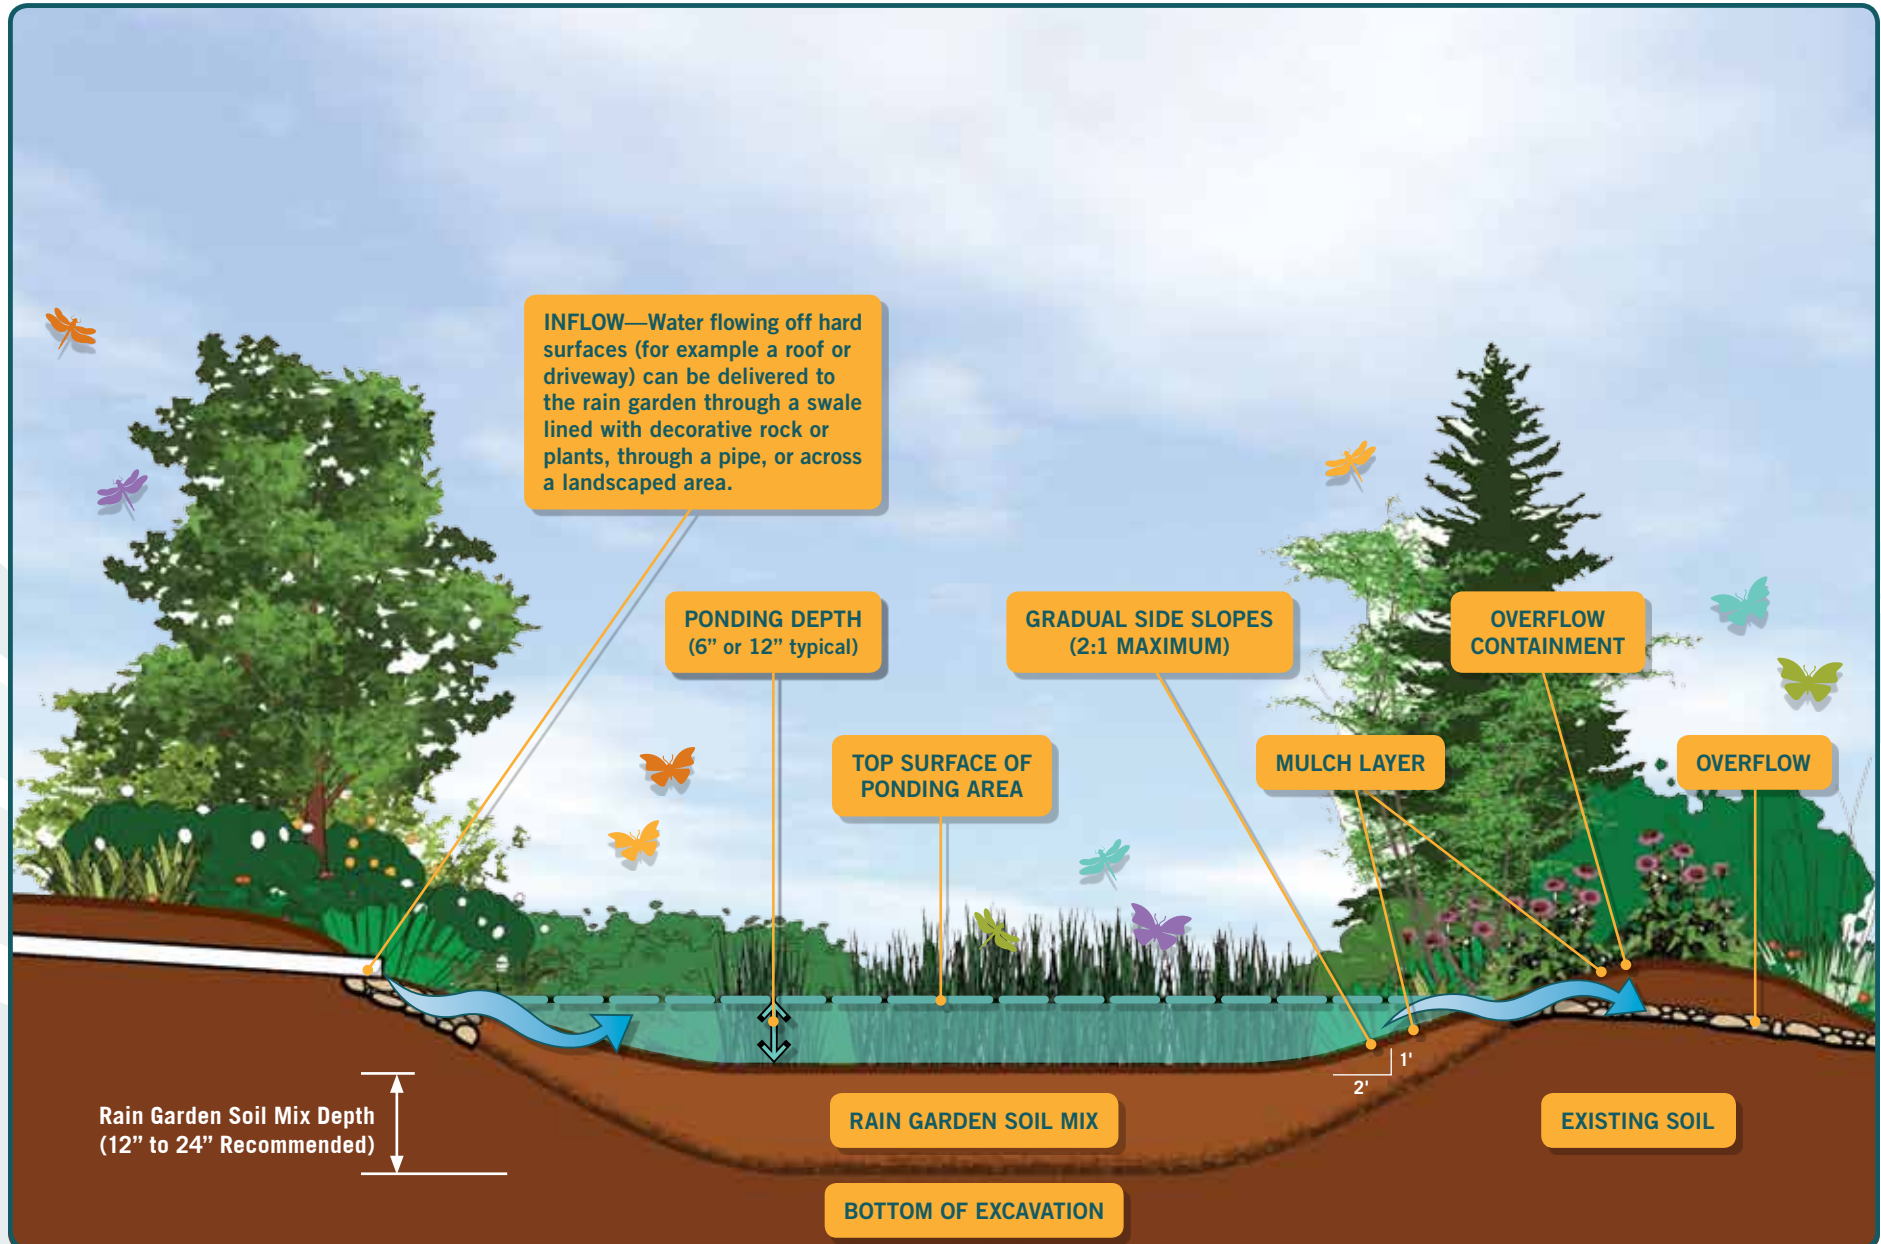 INFLOW—Water flowing off hard
surfaces (for example a roof or
driveway) can be delivered to
the rain garden through a swale
lined with decorative rock or
plants, through a pipe, or across
a landscaped area.
PONDING DEPTH
(6” or 12” typical)
GRADUAL SIDE SLOPES
(2:1 MAXIMUM)
OVERFLOW
CONTAINMENT
TOP SURFACE OF
PONDING AREA
MULCH LAYER
OVERFLOW
1'
2'
Rain Garden Soil Mix Depth
(12” to 24” Recommended)
RAIN GARDEN SOIL MIX
EXISTING SOIL
BOTTOM OF EXCAVATION